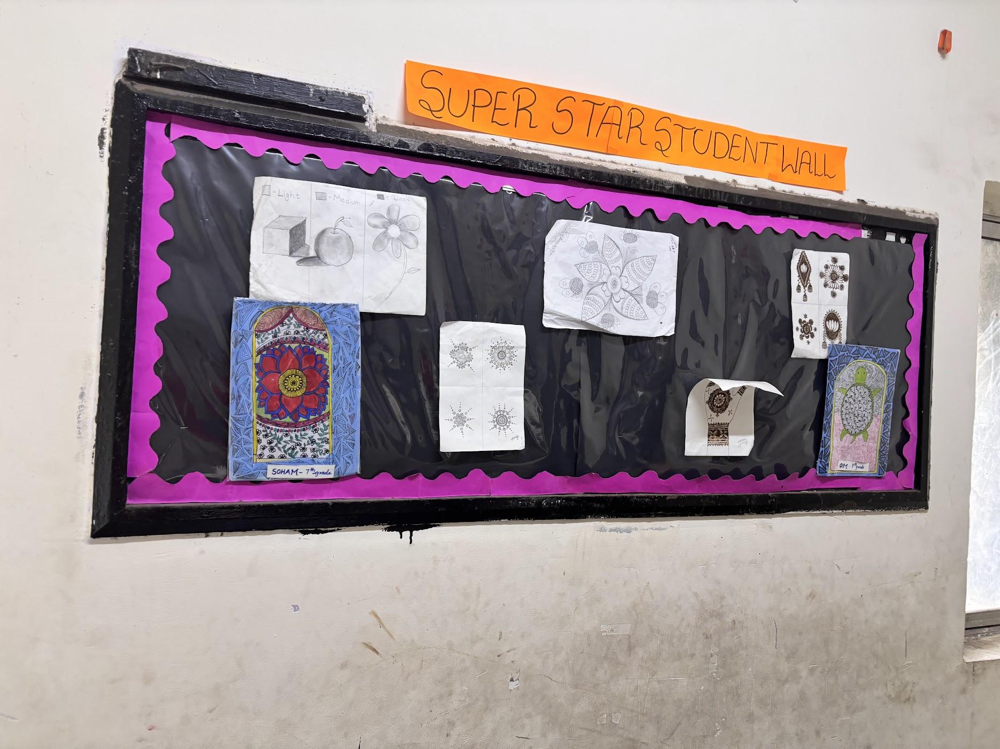 SUPER STAR STUDENT WALL
-Light
-Medium
-Dark
SOHAM - 7th grade
OM - 7th grade